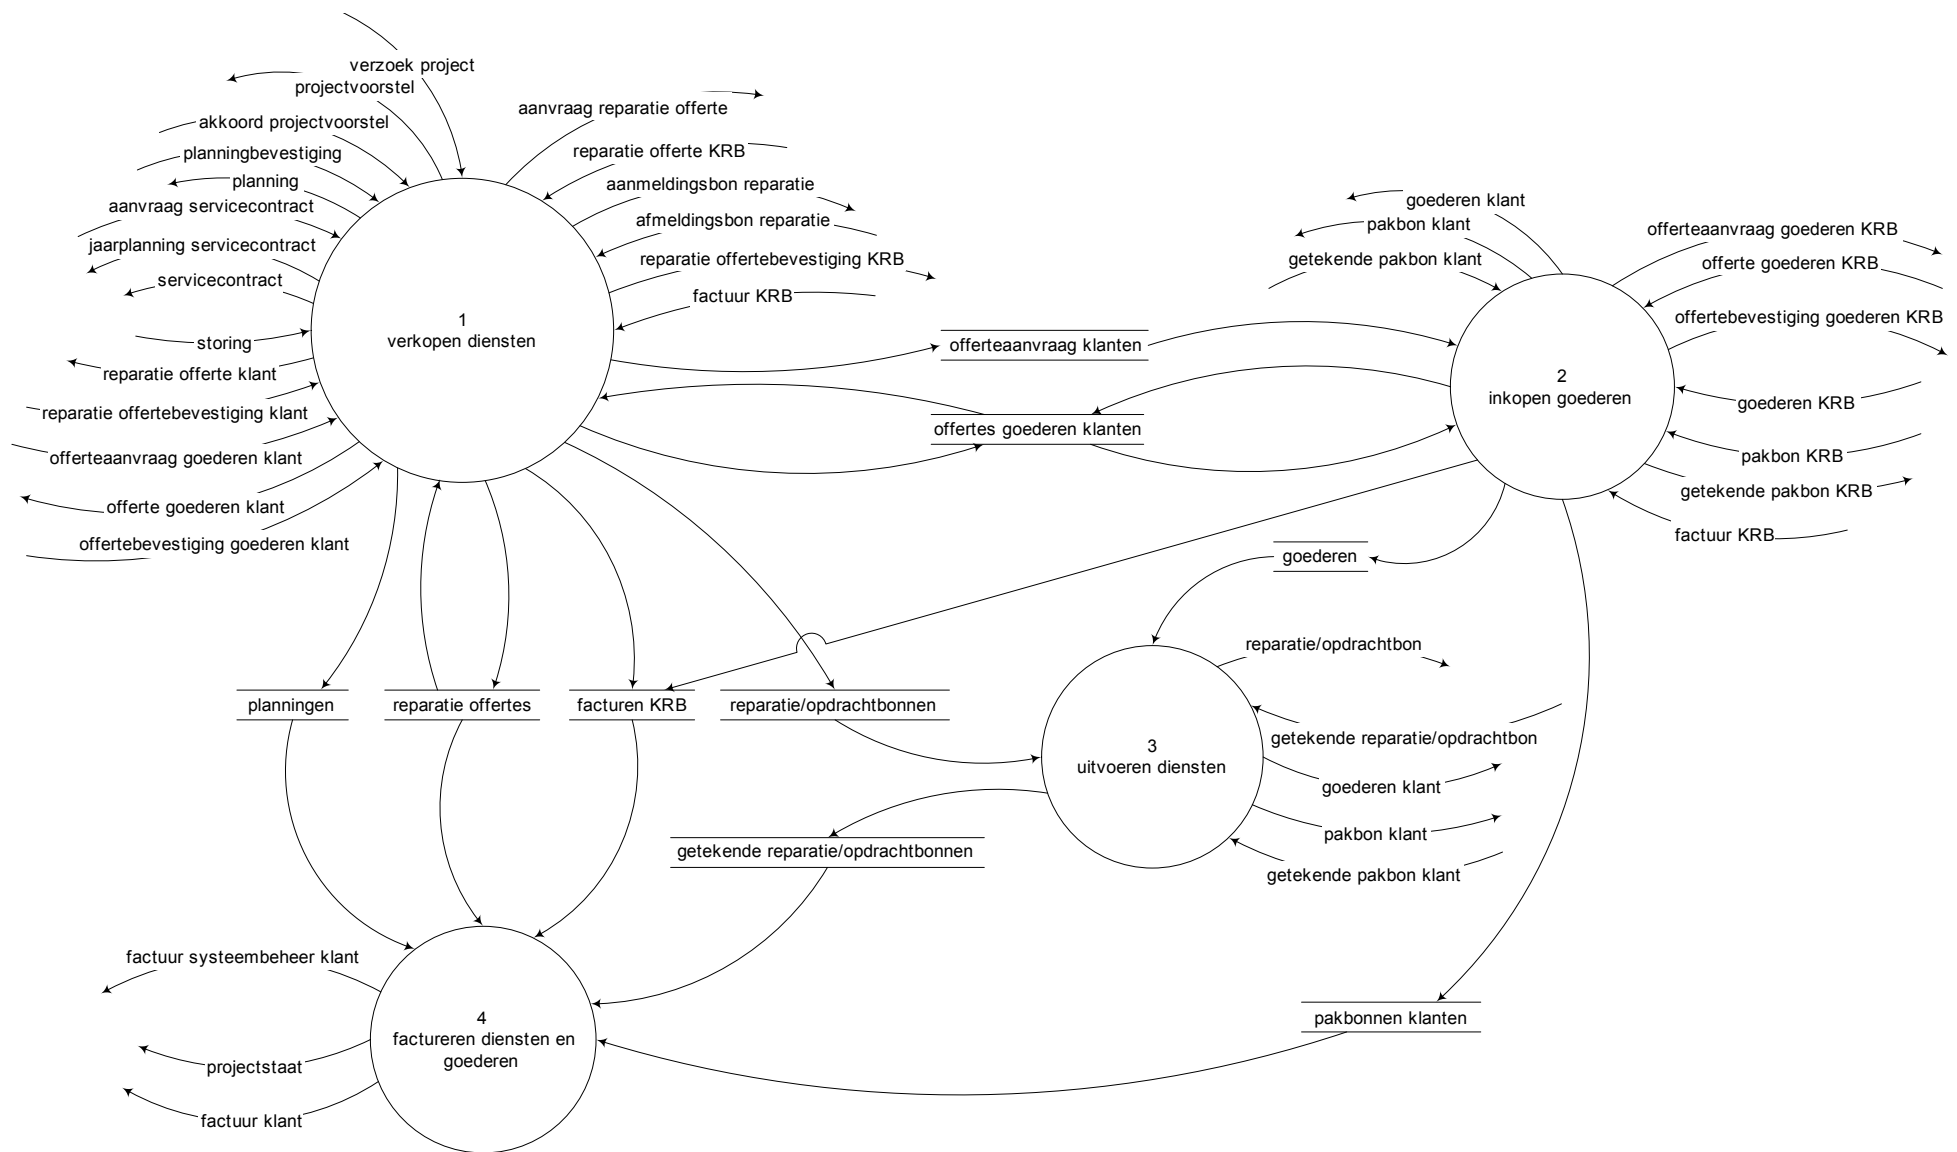 verzoek project
projectvoorstel
akkoord projectvoorstel
planningbevestiging
planning
aanvraag servicecontract
jaarplanning servicecontract
servicecontract
storing
reparatie offerte klant
reparatie offertebevestiging klant
offerteaanvraag goederen klant
offerte goederen klant
offertebevestiging goederen klant
aanvraag reparatie offerte
reparatie offerte KRB
aanmeldingsbon reparatie
afmeldingsbon reparatie
reparatie offertebevestiging KRB
factuur KRB
1
verkopen diensten
offerteaanvraag klanten
offertes goederen klanten
goederen klant
pakbon klant
getekende pakbon klant
offerteaanvraag goederen KRB
offerte goederen KRB
offertebevestiging goederen KRB
goederen KRB
pakbon KRB
getekende pakbon KRB
factuur KRB
2
inkopen goederen
goederen
planningen
reparatie offertes
facturen KRB
reparatie/opdrachtbonnen
3
uitvoeren diensten
reparatie/opdrachtbon
getekende reparatie/opdrachtbon
goederen klant
pakbon klant
getekende pakbon klant
getekende reparatie/opdrachtbonnen
factuur systeembeheer klant
projectstaat
factuur klant
4
factureren diensten en
goederen
pakbonnen klanten